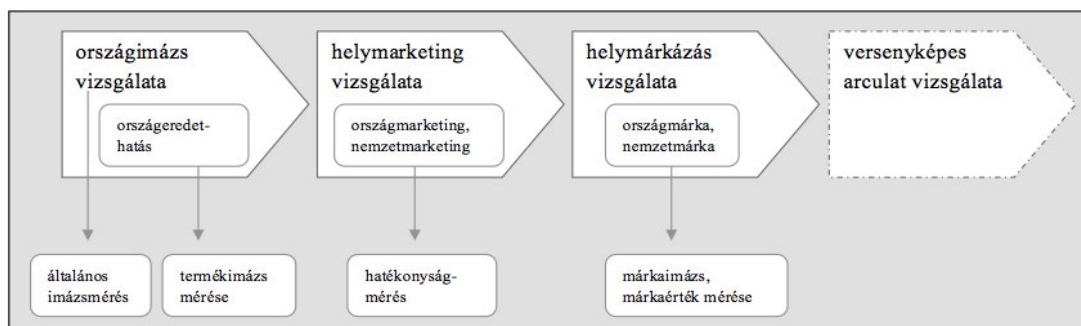 országimázs
vizsgálata
országeredet-
hatás
helymarketing
vizsgálata
országmarketing,
nemzetmarketing
helymárkázás
vizsgálata
országmárka,
nemzetmárka
versenyképes
arculat vizsgálata
általános
imázsmérés
termékimázs
mérése
hatékonyság-
mérés
márkaimázs,
márkaérték mérése